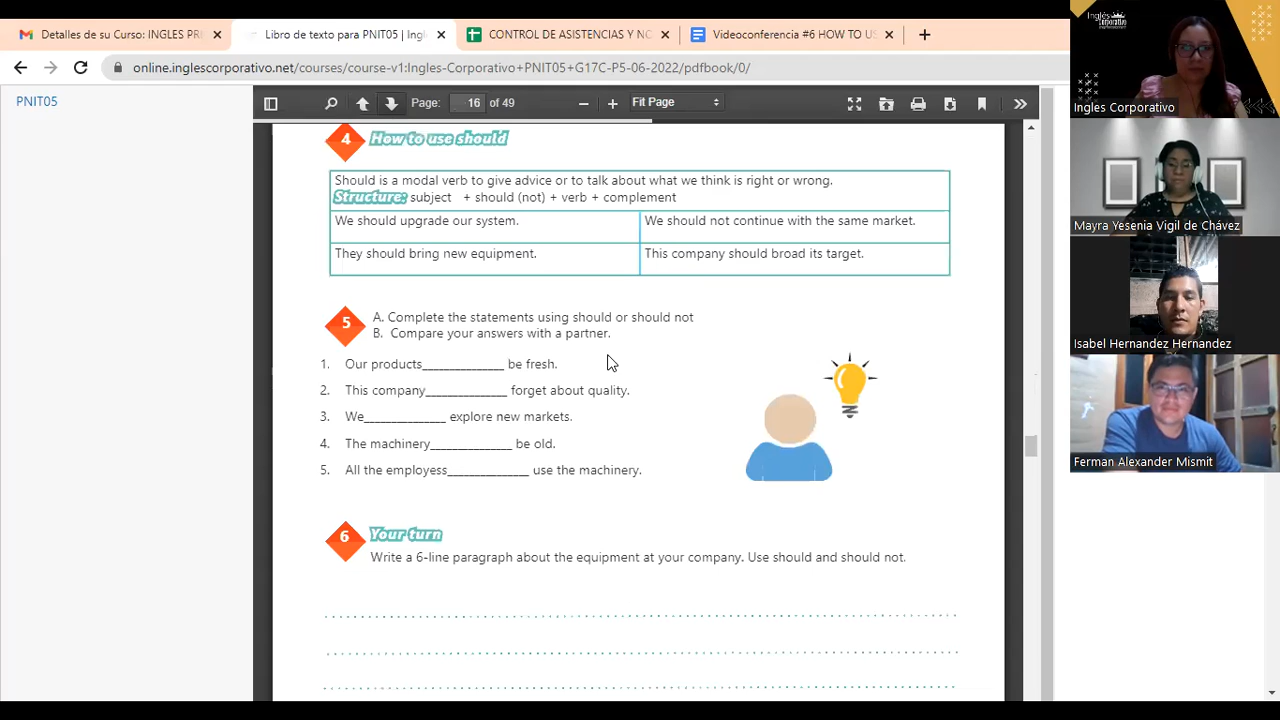 Detalles de su Curso: INGLES PR
Libro de texto para PNIT05 | Ingl
CONTROL DE ASISTENCIAS Y NO
Videoconferencia #6 HOW TO US
online.inglescorporativo.net/courses/course-v1:Ingles-Corporativo+PNIT05+G17C-P5-06-2022/pdfbook/0/
PNIT05
Page: 16 of 49
Fit Page
4 How to use should
Should is a modal verb to give advice or to talk about what we think is right or wrong.
Structure: subject + should (not) + verb + complement
We should upgrade our system.
We should not continue with the same market.
They should bring new equipment.
This company should broad its target.
5 A. Complete the statements using should or should not
B. Compare your answers with a partner.
1. Our products______________ be fresh.
2. This company______________ forget about quality.
3. We______________ explore new markets.
4. The machinery______________ be old.
5. All the employess______________ use the machinery.
6 Your turn
Write a 6-line paragraph about the equipment at your company. Use should and should not.
Inglés
Corporativo
Ingles Corporativo
Mayra Yesenia Vigil de Chávez
Isabel Hernandez Hernandez
Ferman Alexander Mismit